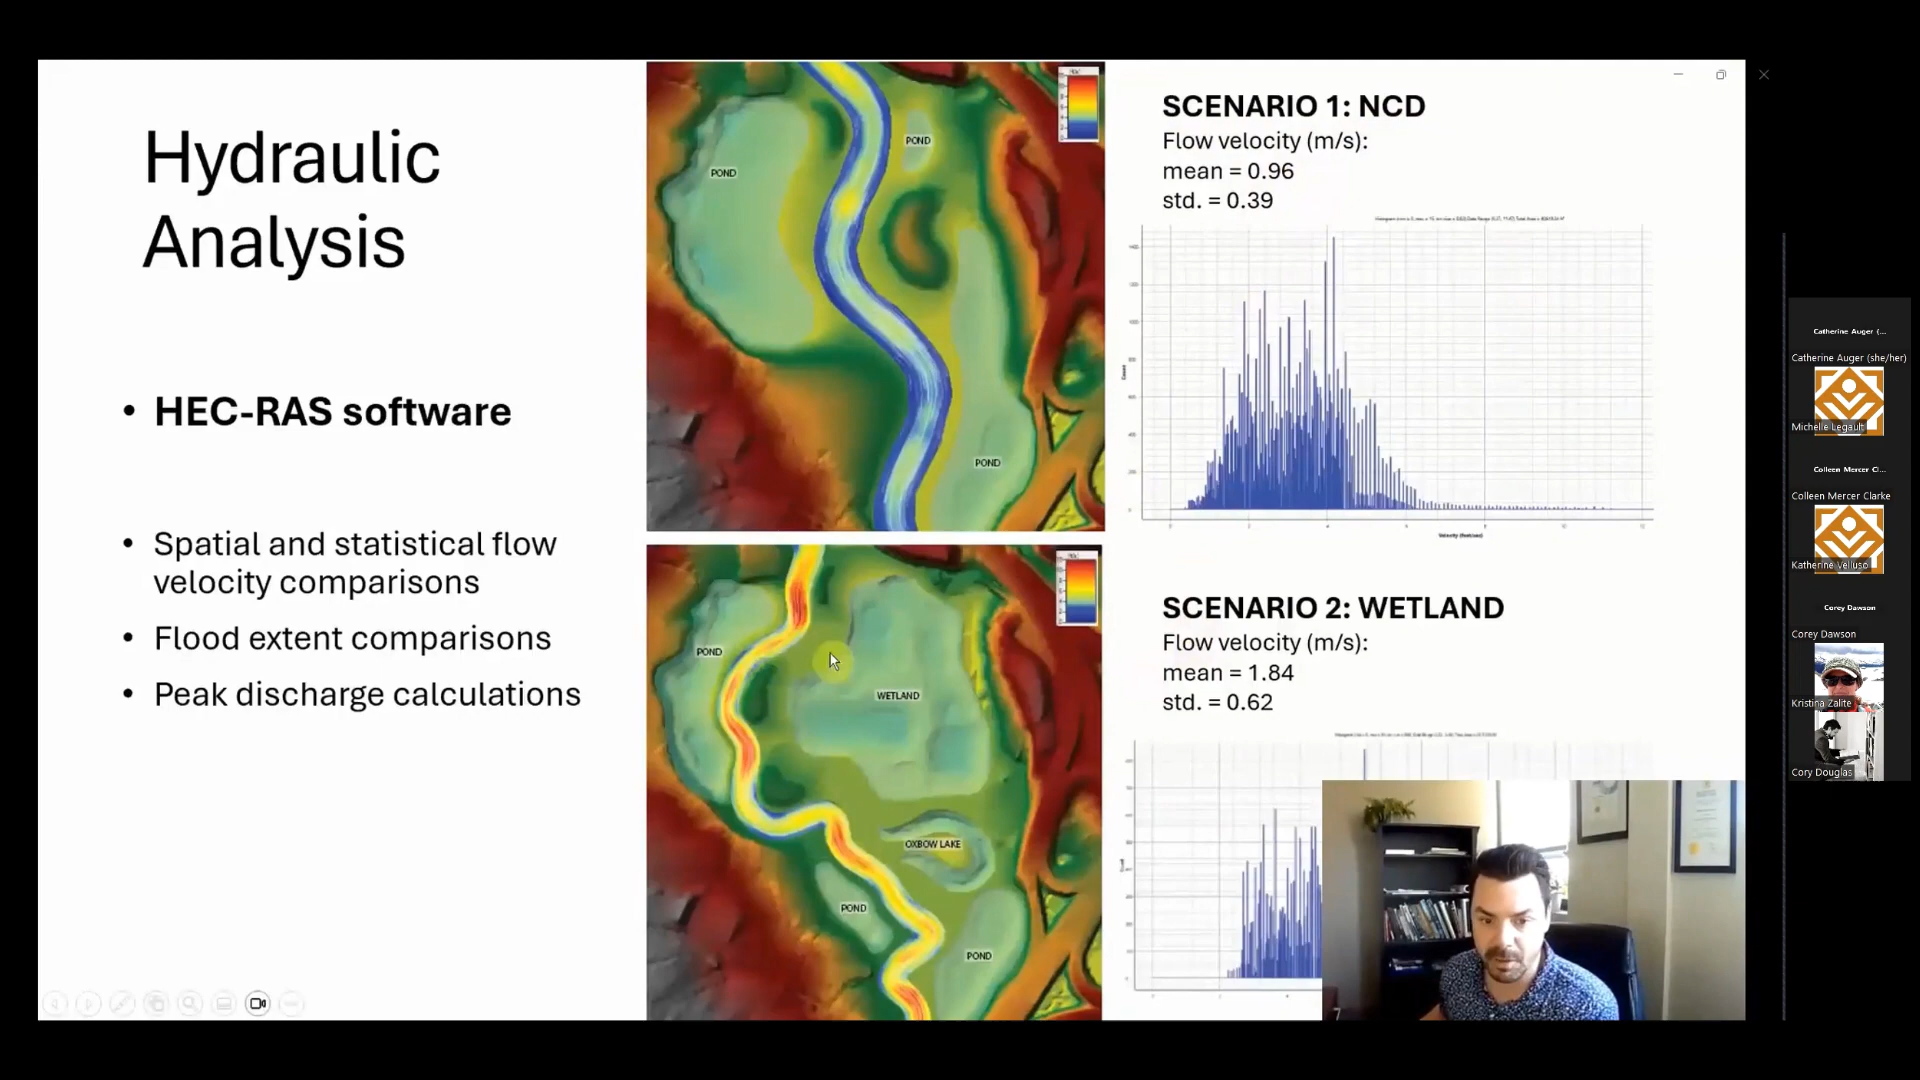 Hydraulic
Analysis
• HEC-RAS software
• Spatial and statistical flow
velocity comparisons
• Flood extent comparisons
• Peak discharge calculations
POND
POND
POND
POND
WETLAND
OXBOW LAKE
POND
POND
SCENARIO 1: NCD
Flow velocity (m/s):
mean = 0.96
std. = 0.39
SCENARIO 2: WETLAND
Flow velocity (m/s):
mean = 1.84
std. = 0.62
Catherine Auger (...
Catherine Auger (she/her)
Michelle Legault
Colleen Mercer Cl...
Colleen Mercer Clarke
Katherine Velluso
Corey Dawson
Corey Dawson
Kristina Zalite
Cory Douglas